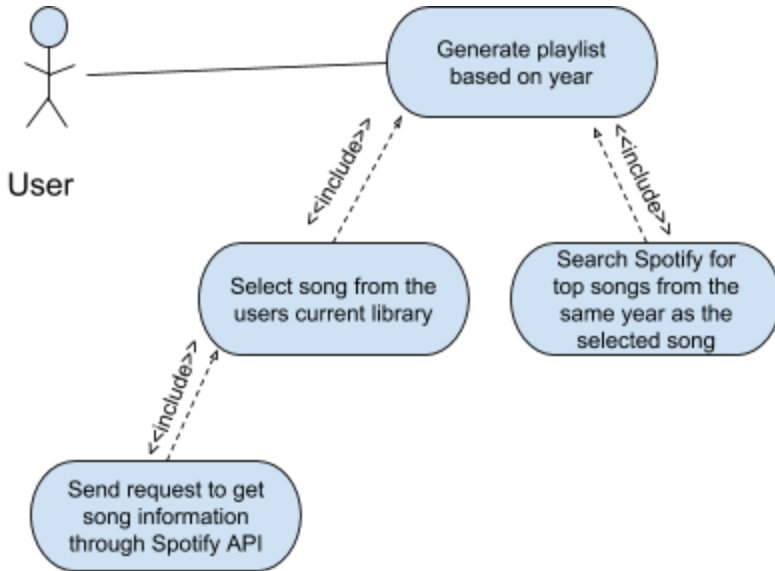 Generate playlist
based on year
User
<<include>>
<<include>>
Select song from the
users current library
Search Spotify for
top songs from the
same year as the
selected song
<<include>>
Send request to get
song information
through Spotify API